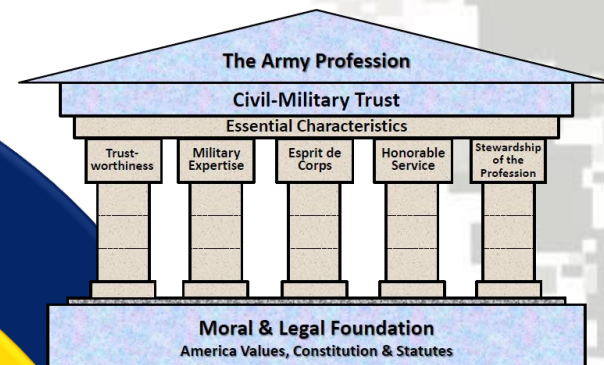 The Army Profession
Civil-Military Trust
Essential Characteristics
Trust-
worthiness
Military
Expertise
Esprit de
Corps
Honorable
Service
Stewardship
of the
Profession
Moral & Legal Foundation
America Values, Constitution & Statutes